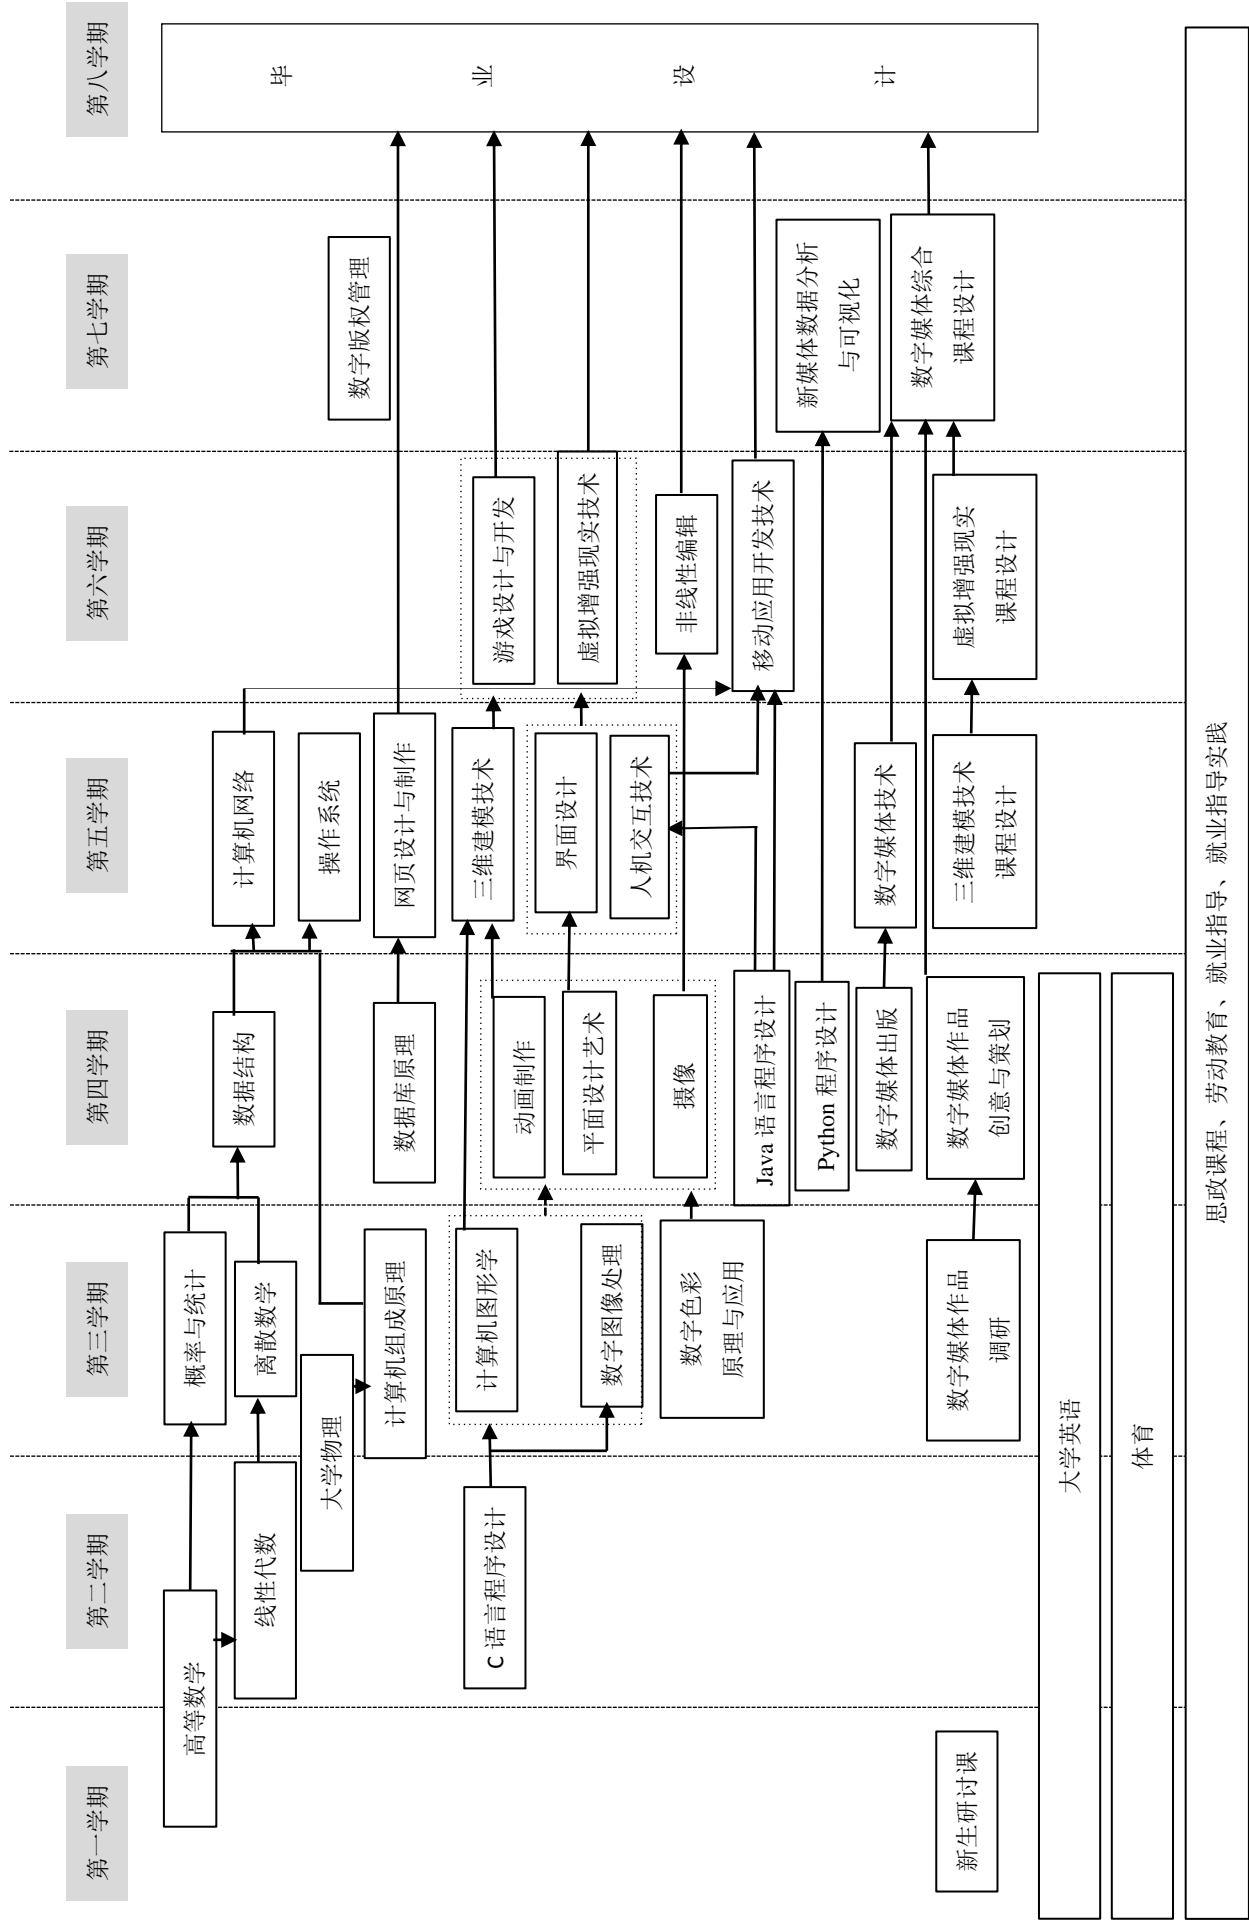 第一学期
第二学期
第三学期
第四学期
第五学期
第六学期
第七学期
第八学期
高等数学
线性代数
大学物理
C 语言程序设计
新生研讨课
概率与统计
离散数学
计算机组成原理
计算机图形学
数字图像处理
数字色彩
原理与应用
数字媒体作品
调研
数据结构
数据库原理
动画制作
平面设计艺术
摄像
Java 语言程序设计
Python 程序设计
数字媒体出版
数字媒体作品
创意与策划
计算机网络
操作系统
网页设计与制作
三维建模技术
界面设计
人机交互技术
数字媒体技术
三维建模技术
课程设计
游戏设计与开发
虚拟增强现实技术
非线性编辑
移动应用开发技术
虚拟增强现实
课程设计
数字版权管理
新媒体数据分析
与可视化
数字媒体综合
课程设计
毕业设计
大学英语
体育
思政课程、劳动教育、就业指导、就业指导实践